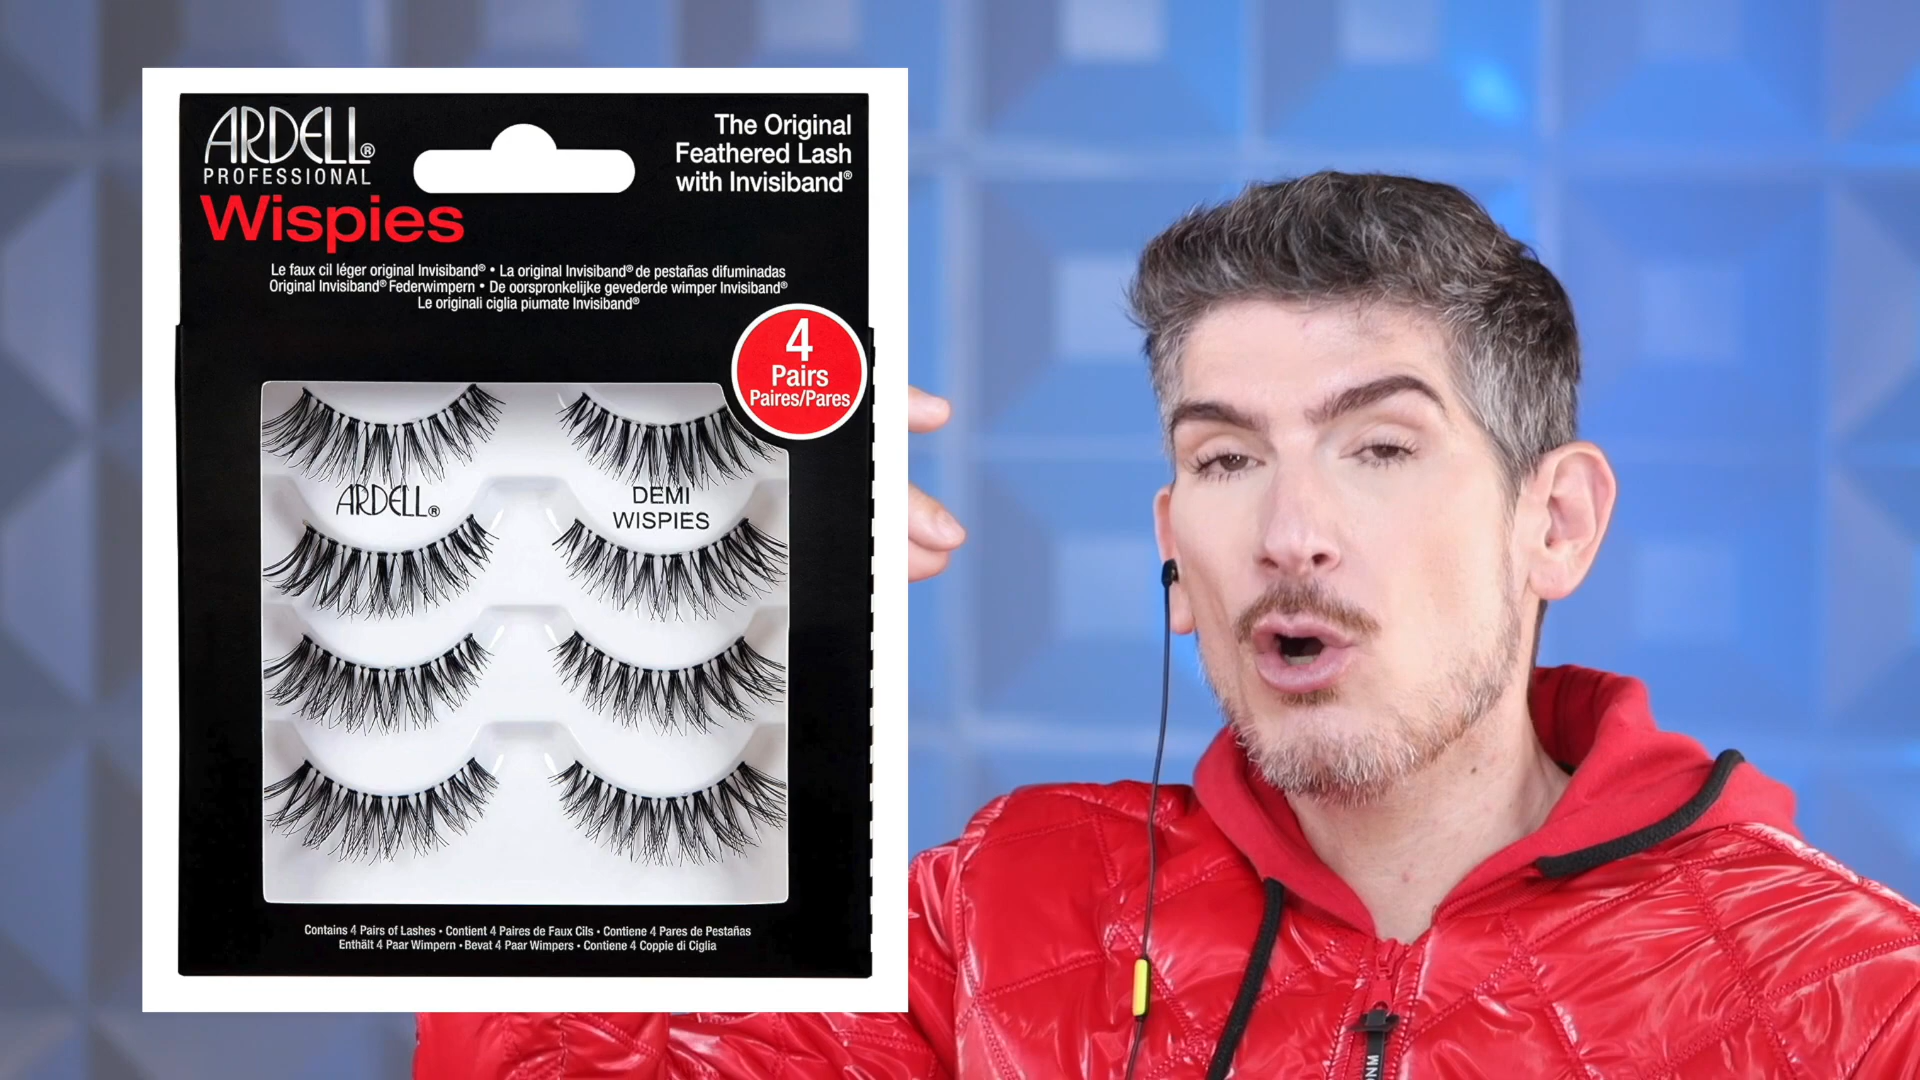 ARDELL®
PROFESSIONAL
Wispies
The Original
Feathered Lash
with Invisiband®
Le faux cil léger original Invisiband® • La original Invisiband® de pestañas difuminadas
Original Invisiband® Federwimpern • De oorspronkelijke gevederde wimper Invisiband®
Le originali ciglia piumate Invisiband®
4
Pairs
Paires/Pares
ARDELL®
DEMI
WISPIES
Contains 4 Pairs of Lashes • Contient 4 Paires de Faux Cils • Contiene 4 Pares de Pestañas
Enthält 4 Paar Wimpern • Bevat 4 Paar Wimpers • Contiene 4 Coppie di Ciglia